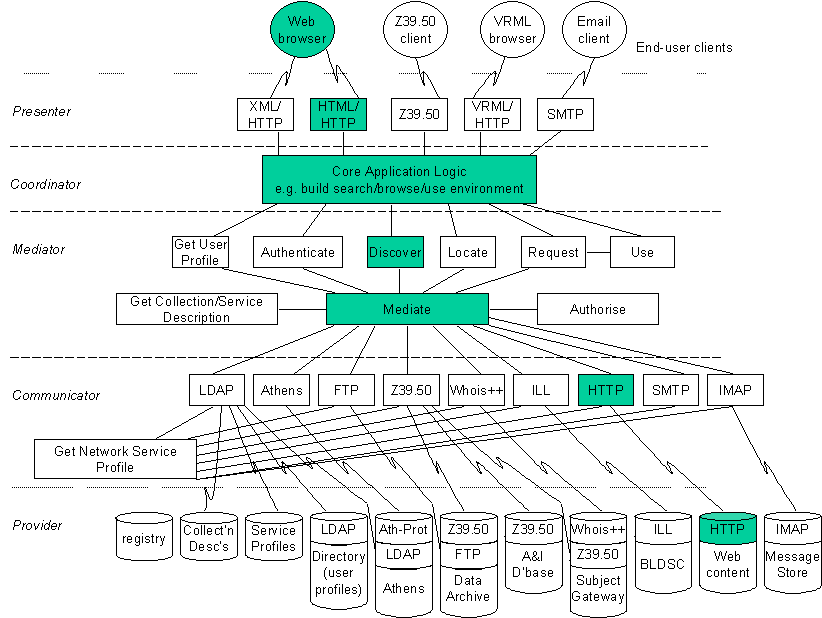 Web
browser
Z39.50
client
VRML
browser
Email
client
End-user clients
Presenter
XML/
HTTP
HTML/
HTTP
Z39.50
VRML/
HTTP
SMTP
Coordinator
Core Application Logic
e.g. build search/browse/use environment
Mediator
Get User
Profile
Authenticate
Discover
Locate
Request
Use
Get Collection/Service
Description
Mediate
Authorise
Communicator
LDAP
Athens
FTP
Z39.50
Whois++
ILL
HTTP
SMTP
IMAP
Get Network Service
Profile
Provider
registry
Collect'n
Desc's
Service
Profiles
LDAP
Directory
(user
profiles)
Ath-Prot
LDAP
Athens
Z39.50
FTP
Data
Archive
Z39.50
A&I
D'base
Whois++
Z39.50
Subject
Gateway
ILL
BLDSC
HTTP
Web
content
IMAP
Message
Store